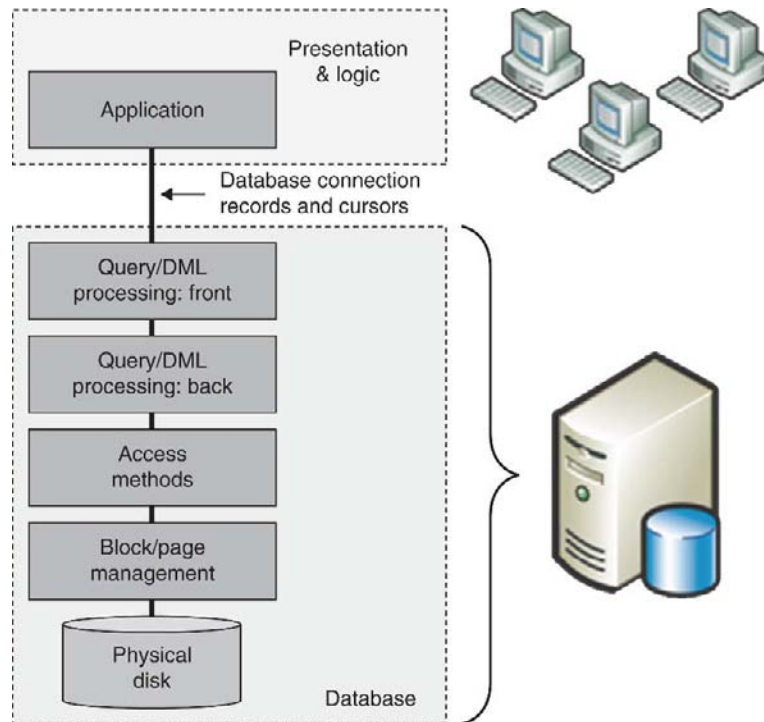 Presentation
& logic
Application
Database connection
records and cursors
Query/DML
processing: front
Query/DML
processing: back
Access
methods
Block/page
management
Physical
disk
Database